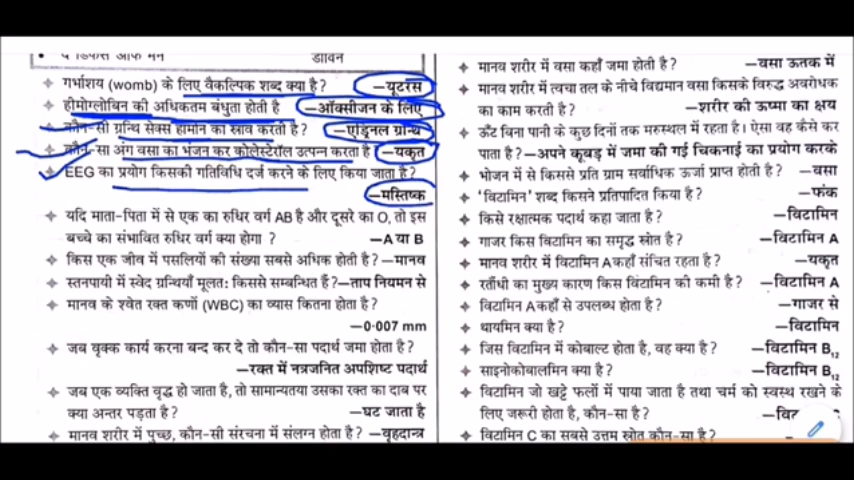 गर्भाशय (womb) के लिए वैकल्पिक शब्द क्या है? —यूटरस
हीमोग्लोबिन की अधिकतम बंधुता होती है —ऑक्सीजन के लिए
कौन-सी ग्रन्थि सेक्स हार्मोन का स्राव करती है? —एड्रिनल ग्रन्थि
कौन-सा अंग वसा का भंजन कर कोलेस्टेरॉल उत्पन्न करता है —यकृत
EEG का प्रयोग किसकी गतिविधि दर्ज करने के लिए किया जाता है?
—मस्तिष्क
यदि माता-पिता में से एक का रुधिर वर्ग AB है और दूसरे का O, तो इस
बच्चे का संभावित रुधिर वर्ग क्या होगा ? —A या B
किस एक जीव में पसलियों की संख्या सबसे अधिक होती है? —मानव
स्तनपायी में स्वेद ग्रन्थियाँ मूलत: किससे सम्बन्धित हैं? —ताप नियमन से
मानव के श्वेत रक्त कणों (WBC) का व्यास कितना होता है?
—0·007 mm
जब वृक्क कार्य करना बन्द कर दे तो कौन-सा पदार्थ जमा होता है?
—रक्त में नत्रजनित अपशिष्ट पदार्थ
जब एक व्यक्ति वृद्ध हो जाता है, तो सामान्यतया उसका रक्त का दाब पर
क्या अन्तर पड़ता है? —घट जाता है
मानव शरीर में पुच्छ, कौन-सी संरचना में संलग्न होता है? —वृहदान्त्र
मानव शरीर में वसा कहाँ जमा होती है? —वसा ऊतक में
मानव शरीर में त्वचा तल के नीचे विद्यमान वसा किसके विरुद्ध अवरोधक
का काम करती है? —शरीर की ऊष्मा का क्षय
ऊँट बिना पानी के कुछ दिनों तक मरुस्थल में रहता है। ऐसा वह कैसे कर
पाता है? —अपने कूबड़ में जमा की गई चिकनाई का प्रयोग करके
भोजन में से किससे प्रति ग्राम सर्वाधिक ऊर्जा प्राप्त होती है? —वसा
'विटामिन' शब्द किसने प्रतिपादित किया है? —फंक
किसे रक्षात्मक पदार्थ कहा जाता है? —विटामिन
गाजर किस विटामिन का समृद्ध स्रोत है? —विटामिन A
मानव शरीर में विटामिन A कहाँ संचित रहता है? —यकृत
रतौंधी का मुख्य कारण किस विटामिन की कमी है? —विटामिन A
विटामिन A कहाँ से उपलब्ध होता है? —गाजर से
थायमिन क्या है? —विटामिन
जिस विटामिन में कोबाल्ट होता है, वह क्या है? —विटामिन B₁₂
साइनोकोबालमिन क्या है? —विटामिन B₁₂
विटामिन जो खट्टे फलों में पाया जाता है तथा चर्म को स्वस्थ रखने के
लिए जरूरी होता है, कौन-सा है?
विटामिन C का सबसे उत्तम स्रोत कौन-सा है?